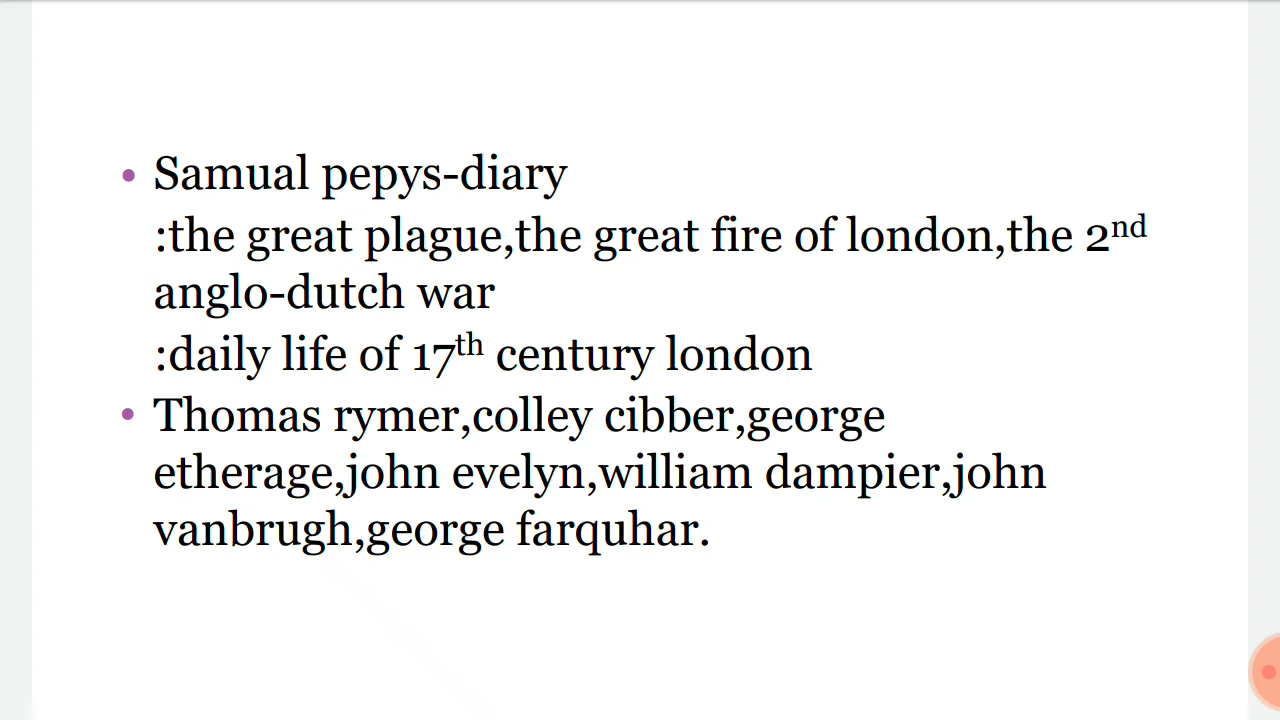 • Samual pepys-diary
:the great plague,the great fire of london,the 2nd
anglo-dutch war
:daily life of 17th century london
• Thomas rymer,colley cibber,george
etherage,john evelyn,william dampier,john
vanbrugh,george farquhar.